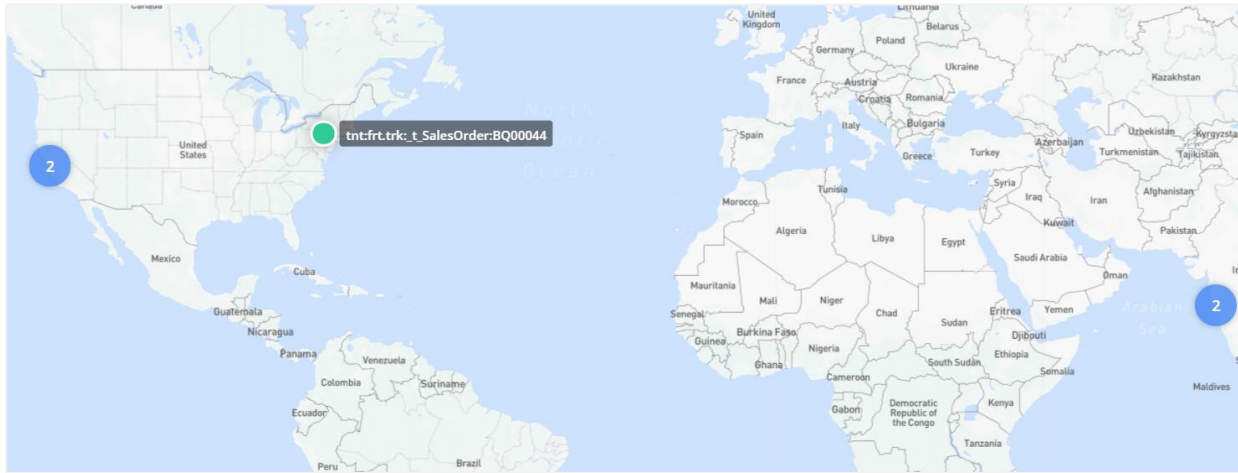 Canada
United
Kingdom
Lithuania
Belarus
Poland
Germany
Ukraine
Kazakhstan
France
Austria
Croatia
Romania
North
Atlantic
Ocean
tnt:frt.trk:_t_SalesOrder:BQ00044
United
States
2
Spain
Italy
Bulgaria
Greece
Turkey
Azerbaijan
Uzbekistan
Turkmenistan
Tajikistan
Tunisia
Syria
Iraq
Iran
Afghanistan
Morocco
Kuwait
Pakistan
Algeria
Libya
Egypt
Saudi Arabia
Mexico
Cuba
Oman
Mauritania
Mali
Niger
Chad
Sudan
Eritrea
Yemen
Arabian
Sea
2
Guatemala
Nicaragua
Senegal
Burkina Faso
Guinea
Nigeria
Djibouti
Ethiopia
Panama
Venezuela
Ghana
South Sudan
Somalia
Colombia
Suriname
Cameroon
Maldives
Ecuador
Gabon
Democratic
Republic of
the Congo
Kenya
Tanzania
Peru
Brazil